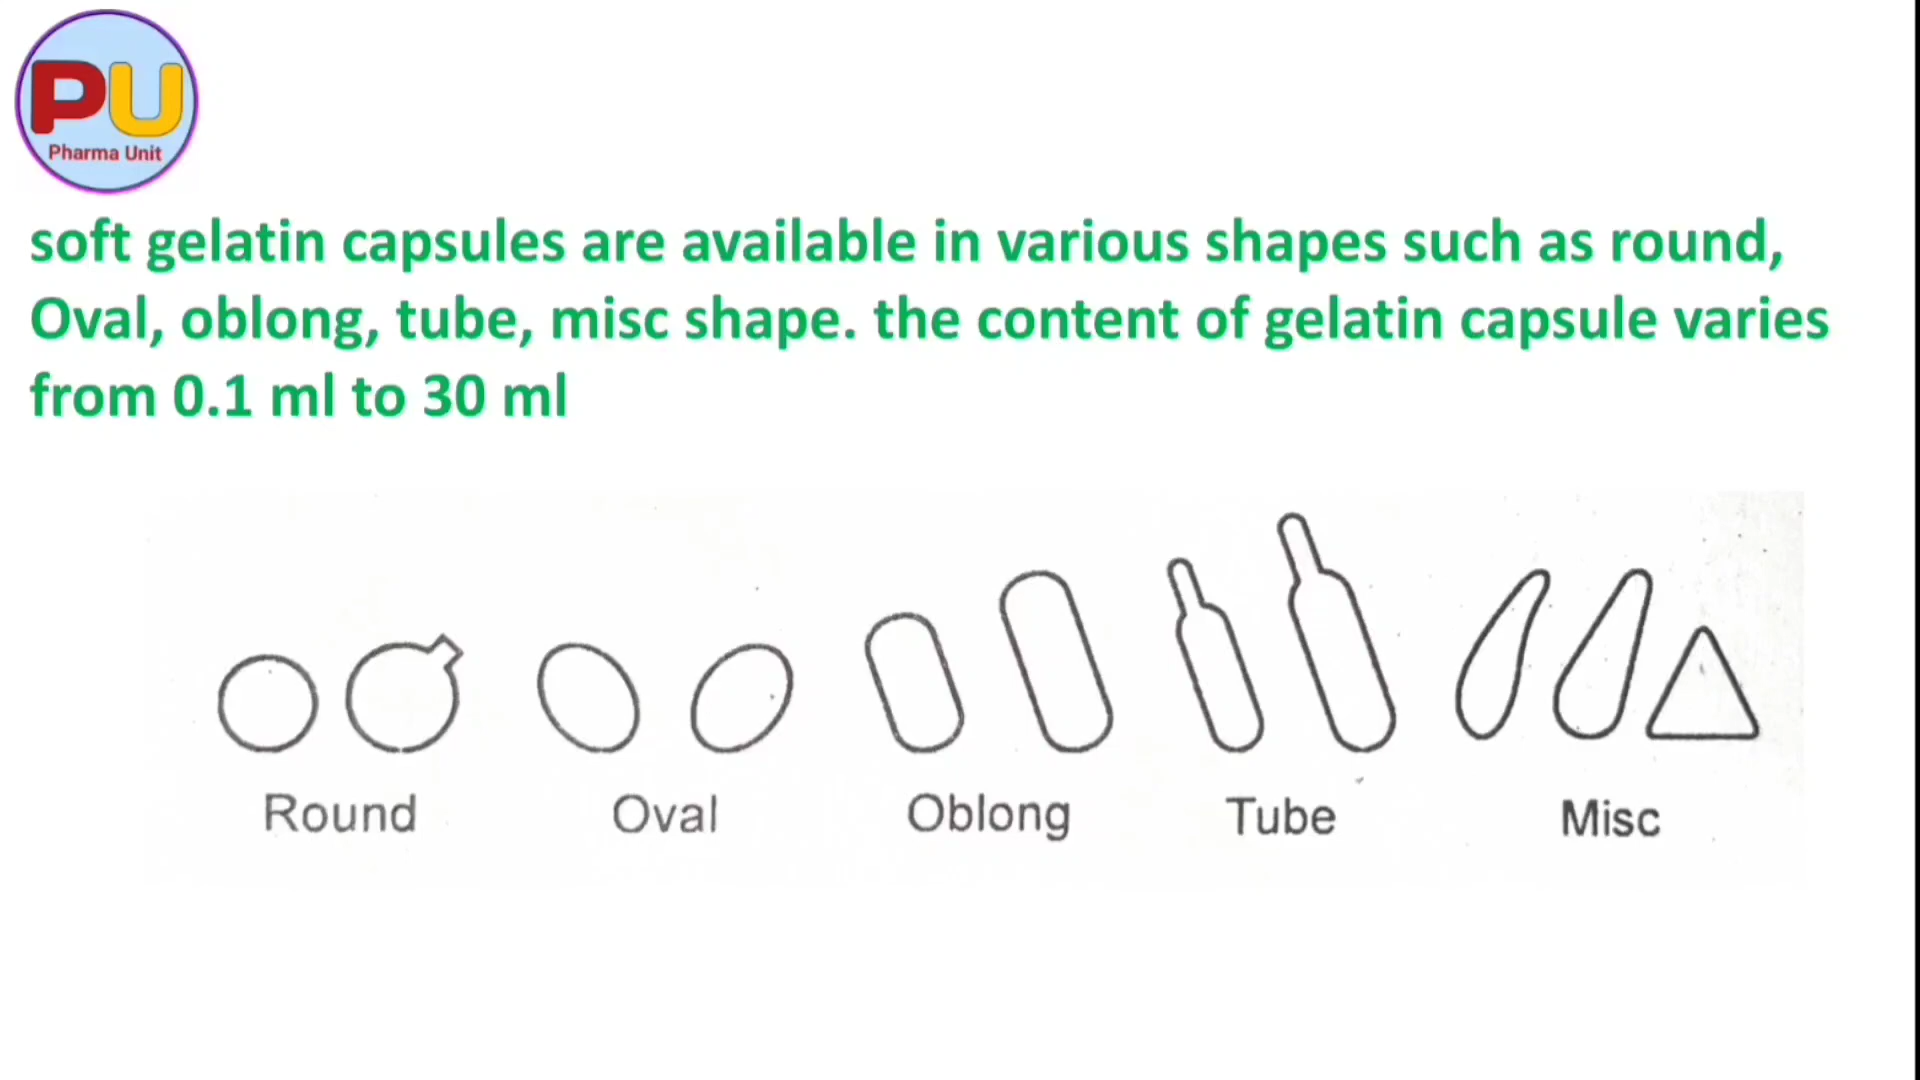 PU
Pharma Unit
soft gelatin capsules are available in various shapes such as round,
Oval, oblong, tube, misc shape. the content of gelatin capsule varies
from 0.1 ml to 30 ml
Round Oval Oblong Tube Misc